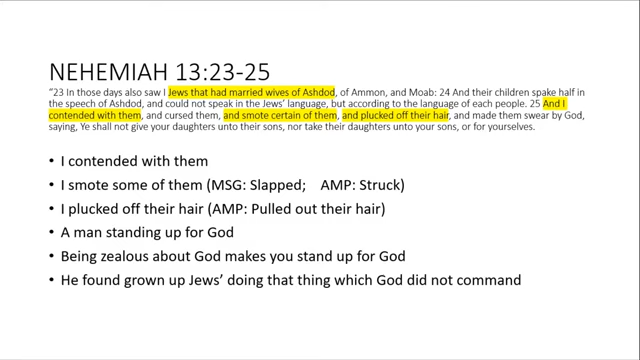 NEHEMIAH 13:23-25
“23 In those days also saw I Jews that had married wives of Ashdod, of Ammon, and Moab: 24 And their children spake half in
the speech of Ashdod, and could not speak in the Jews’ language, but according to the language of each people. 25 And I
contended with them, and cursed them, and smote certain of them, and plucked off their hair, and made them swear by God,
saying, Ye shall not give your daughters unto their sons, nor take their daughters unto your sons, or for yourselves.
• I contended with them
• I smote some of them (MSG: Slapped; AMP: Struck)
• I plucked off their hair (AMP: Pulled out their hair)
• A man standing up for God
• Being zealous about God makes you stand up for God
• He found grown up Jews’ doing that thing which God did not command